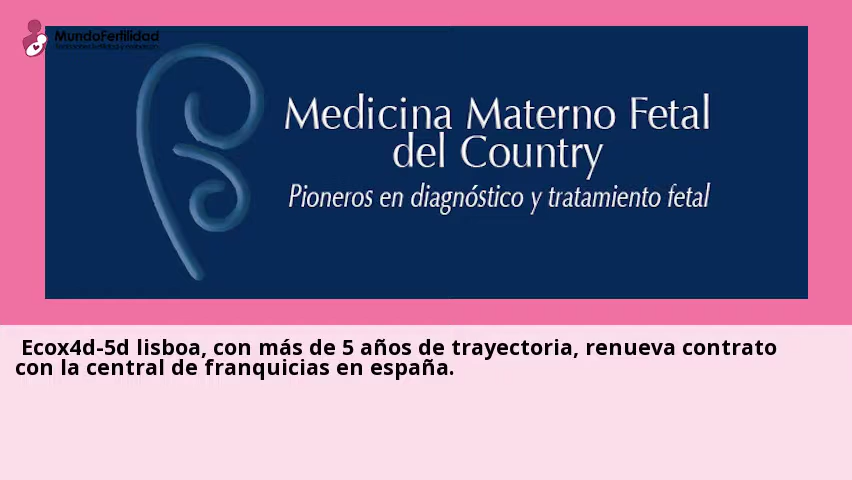 MundoFertilidad
Medicina Materno Fetal
del Country
Pioneros en diagnóstico y tratamiento fetal
Ecox4d-5d lisboa, con más de 5 años de trayectoria, renueva contrato
con la central de franquicias en españa.